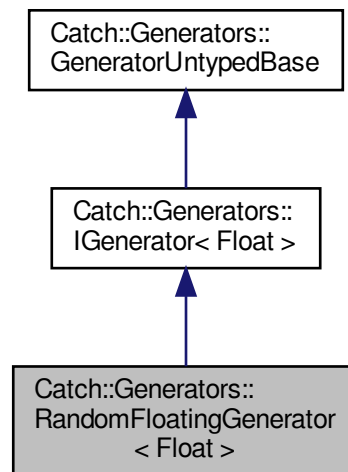 Catch::Generators::
GeneratorUntypedBase
Catch::Generators::
IGenerator< Float >
Catch::Generators::
RandomFloatingGenerator
< Float >